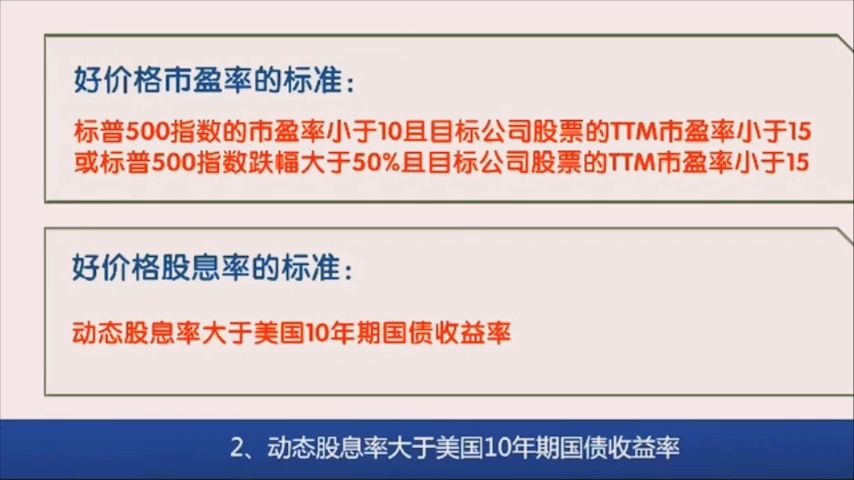 好价格市盈率的标准：
标普500指数的市盈率小于10且目标公司股票的TTM市盈率小于15
或标普500指数跌幅大于50%且目标公司股票的TTM市盈率小于15
好价格股息率的标准：
动态股息率大于美国10年期国债收益率
2、动态股息率大于美国10年期国债收益率